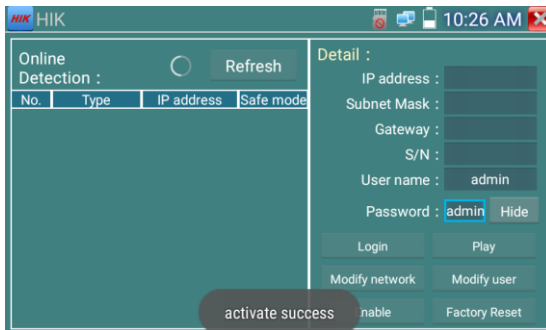 HIK HIK 10:26 AM
Online
Detection :
Refresh
No. Type IP address Safe mode
Detail :
IP address :
Subnet Mask :
Gateway :
S/N :
User name : admin
Password : admin Hide
Login Play
Modify network Modify user
nable Factory Reset
activate success